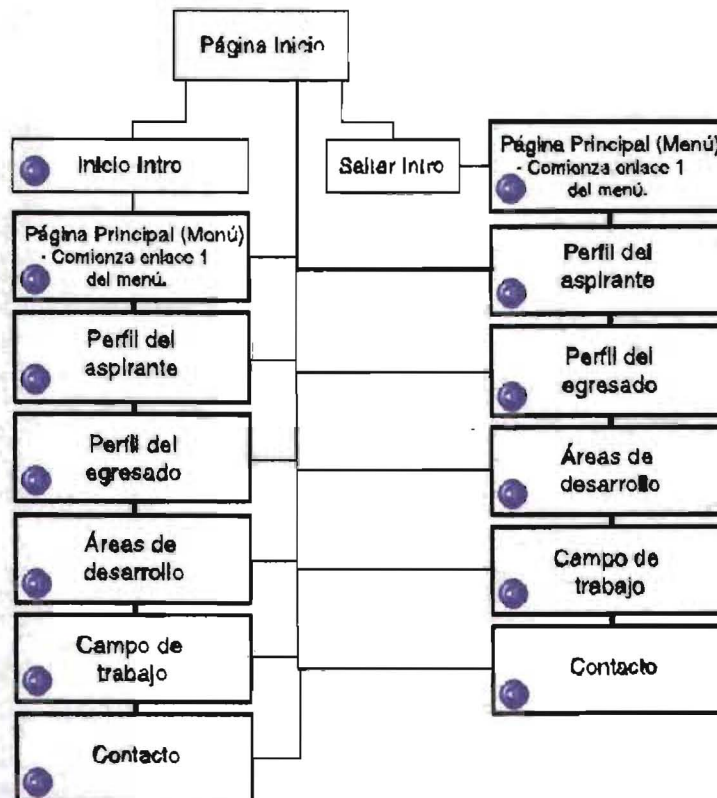 Página Inicio
Inicio Intro
Página Principal (Menú)
- Comienza enlace 1
del menú.
Perfil del
aspirante
Perfil del
egresado
Áreas de
desarrollo
Campo de
trabajo
Contacto
Saltar Intro
Página Principal (Menú)
- Comienza enlace 1
del menú.
Perfil del
aspirante
Perfil del
egresado
Áreas de
desarrollo
Campo de
trabajo
Contacto